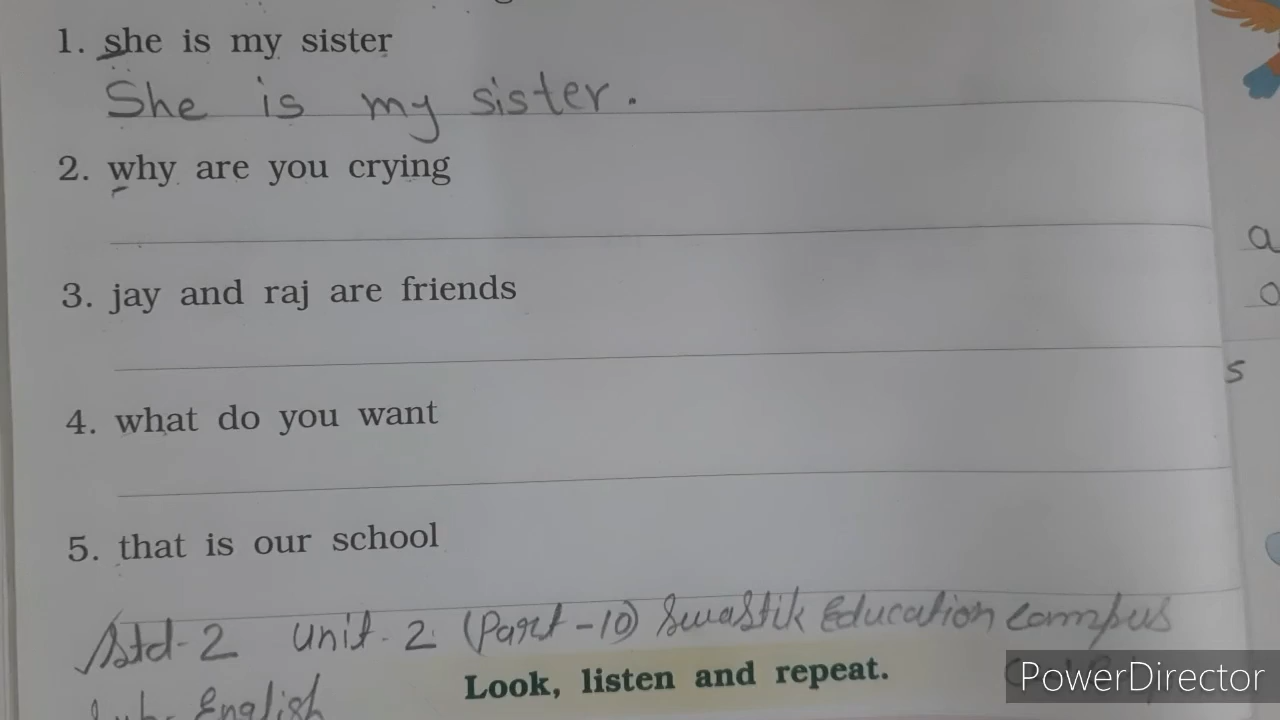 1. she is my sister
She is my sister.
2. why are you crying
3. jay and raj are friends
4. what do you want
5. that is our school
Std-2 Unit-2 (Part-10) Swastik Education campus
Look, listen and repeat.
Sub. English
a
o
s
PowerDirector